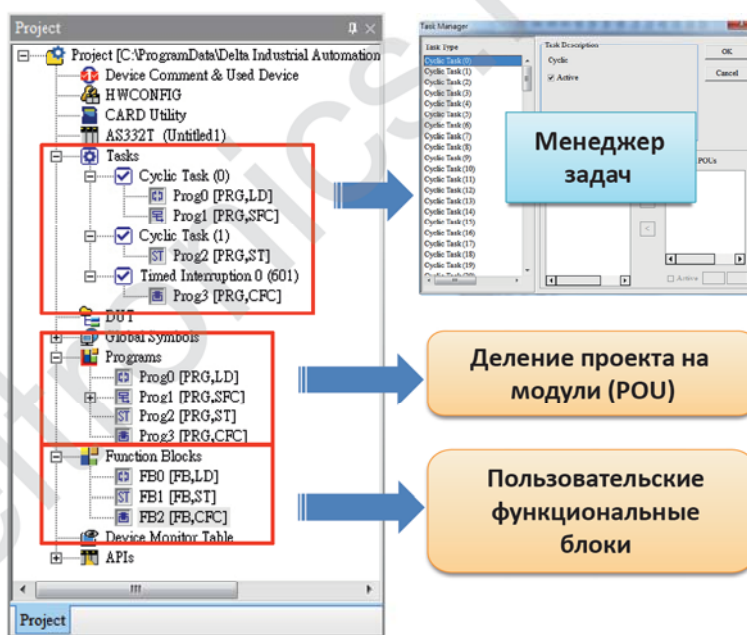 Project
Project [C:\ProgramData\Delta Industrial Automation
Device Comment & Used Device
HWCONFIG
CARD Utility
AS332T (Untitled1)
Tasks
Cyclic Task (0)
Prog0 [PRG,LD]
Prog1 [PRG,SFC]
Cyclic Task (1)
ST Prog2 [PRG,ST]
Timed Interruption 0 (601)
Prog3 [PRG,CFC]
DUT
Global Symbols
Programs
Prog0 [PRG,LD]
Prog1 [PRG,SFC]
ST Prog2 [PRG,ST]
Prog3 [PRG,CFC]
Function Blocks
FB0 [FB,LD]
ST FB1 [FB,ST]
FB2 [FB,CFC]
Device Monitor Table
APIs
Project
Task Manager
Task Type
Cyclic Task (0)
Cyclic Task (1)
Cyclic Task (2)
Cyclic Task (3)
Cyclic Task (4)
Cyclic Task (5)
Cyclic Task (6)
Cyclic Task (7)
Cyclic Task (8)
Cyclic Task (9)
Cyclic Task (10)
Cyclic Task (11)
Cyclic Task (12)
Cyclic Task (13)
Cyclic Task (14)
Cyclic Task (15)
Cyclic Task (16)
Cyclic Task (17)
Cyclic Task (18)
Cyclic Task (19)
Task Description
Cyclic
Active
OK
Cancel
POUs
<
Active
Менеджер
задач
Деление проекта на
модули (POU)
Пользовательские
функциональные
блоки